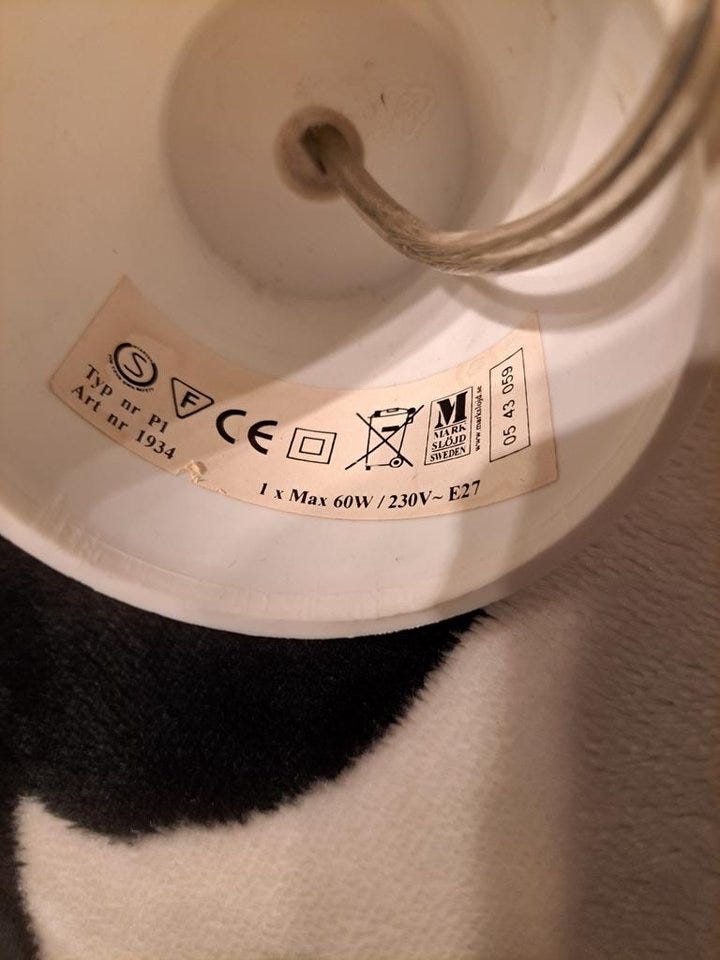 S
F
CE
Typ nr P1
Art nr 1934
M
MARK
SLÖJD
SWEDEN
www.markslojd.se
05 43 059
1 x Max 60W / 230V~ E27